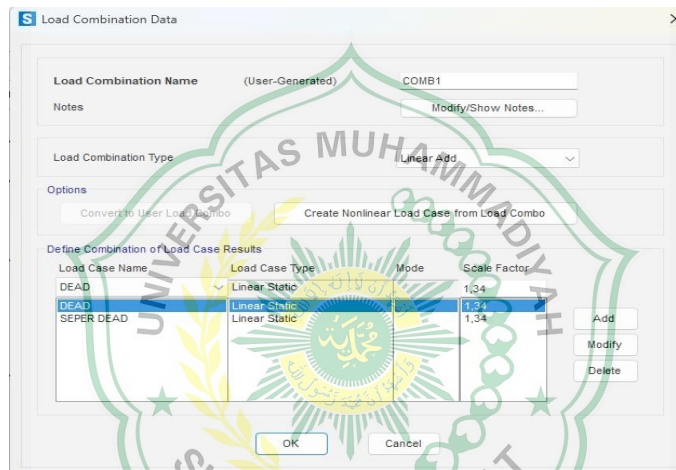 Load Combination Data
Load Combination Name (User-Generated) COMB1
Notes Modify/Show Notes...
Load Combination Type Linear Add
Options
Convert to User Load Combo Create Nonlinear Load Case from Load Combo
Define Combination of Load Case Results
Load Case Name Load Case Type Mode Scale Factor
DEAD Linear Static 1,34
DEAD Linear Static 1,34
SEPER DEAD Linear Static 1,34
Add
Modify
Delete
OK Cancel
UNIVERSITAS MUHAMMADIYAH